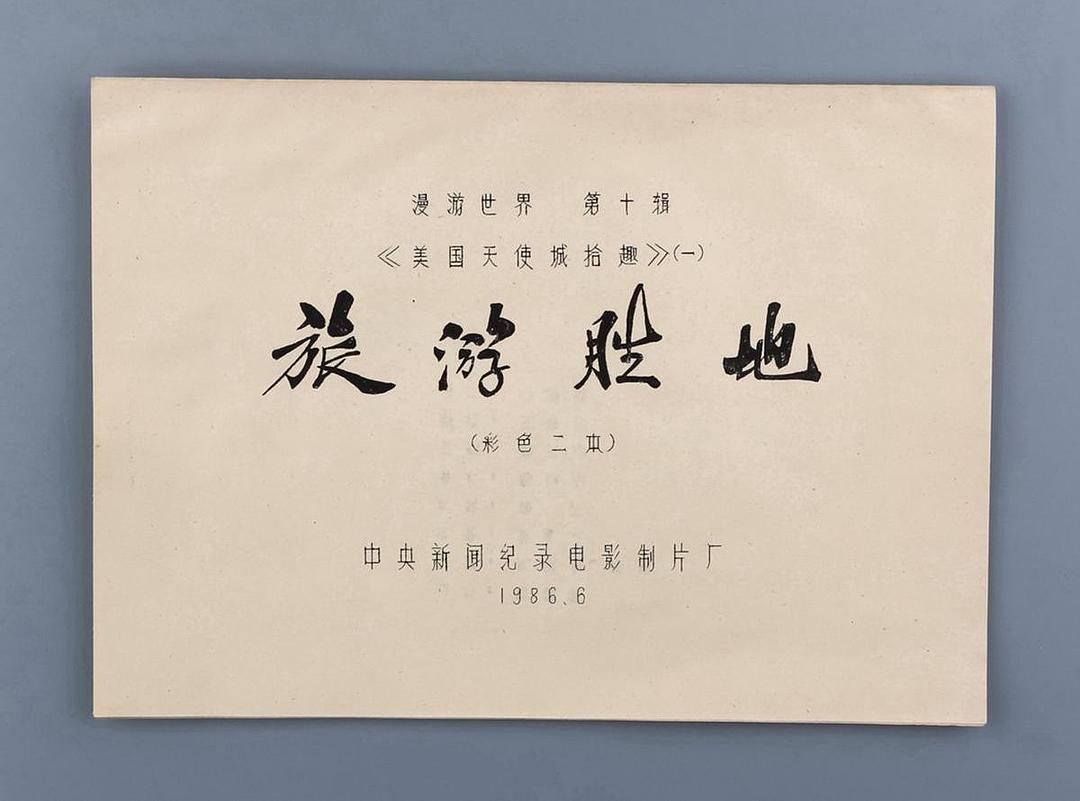 漫游世界 第十辑
《美国天使城拾趣》(一)
旅游胜地
(彩色二本)
中央新闻纪录电影制片厂
1986.6